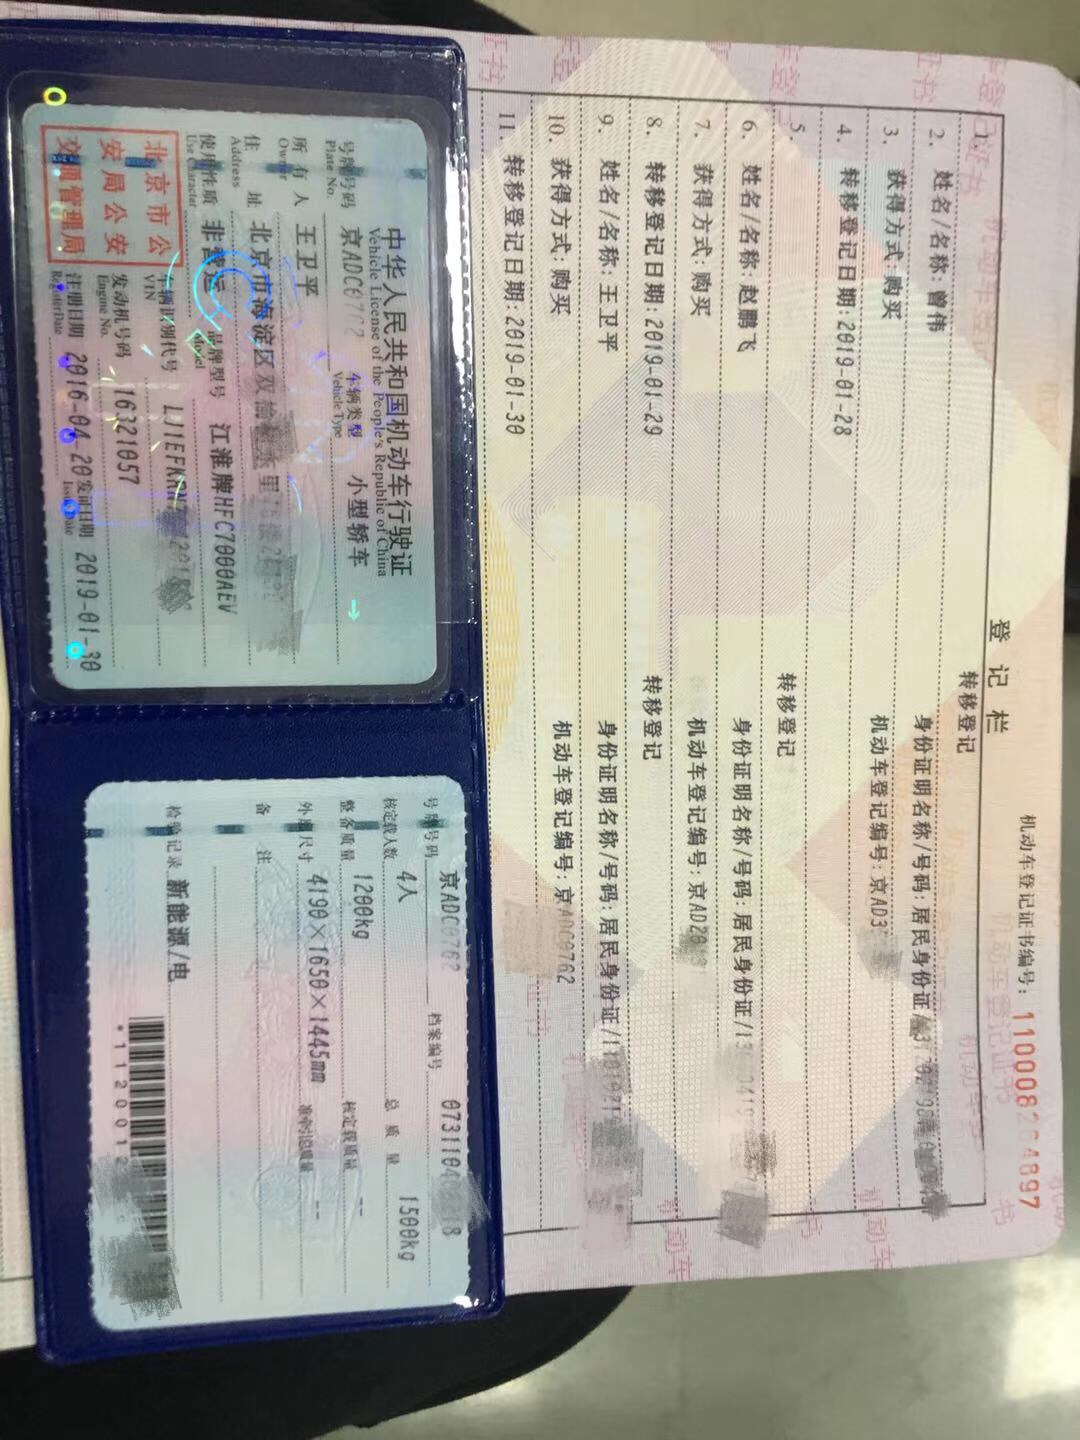 机动车登记证书编号：110008264897
登记栏
1.
转移登记
2. 姓名/名称：曾伟
身份证明名称/号码：居民身份证/
3. 获得方式：购买
机动车登记编号：京AD3
4. 转移登记日期：2019-01-28
5.
转移登记
6. 姓名/名称：赵鹏飞
身份证明名称/号码：居民身份证/13
7. 获得方式：购买
机动车登记编号：京AD20
8. 转移登记日期：2019-01-29
转移登记
9. 姓名/名称：王卫平
身份证明名称/号码：居民身份证/
10. 获得方式：购买
机动车登记编号：京ADC0762
11. 转移登记日期：2019-01-30
中华人民共和国机动车行驶证
Vehicle License of the People's Republic of China
号牌号码 京ADC0762 车辆类型 小型轿车
Plate No. Vehicle Type
所有人 王卫平
Owner
住址 北京市海淀区双榆
Address
使用性质 非营运 品牌型号 江淮牌HFC7000AEV
Use Character Model
北京市公安局公安交通管理局
车辆识别代号 LJ1EFKRN
VIN
发动机号码 16321057
Engine No.
注册日期 2016-04-20 发证日期 2019-01-30
Register Date Issue Date
号牌号码 京ADC0762 档案编号 0731104
核定载人数 4人 总质量 1500kg
整备质量 1200kg 核定载质量 --
外廓尺寸 4190×1650×1445mm 准牵引总质量 --
备注
检验记录 新能源/电
*1120012